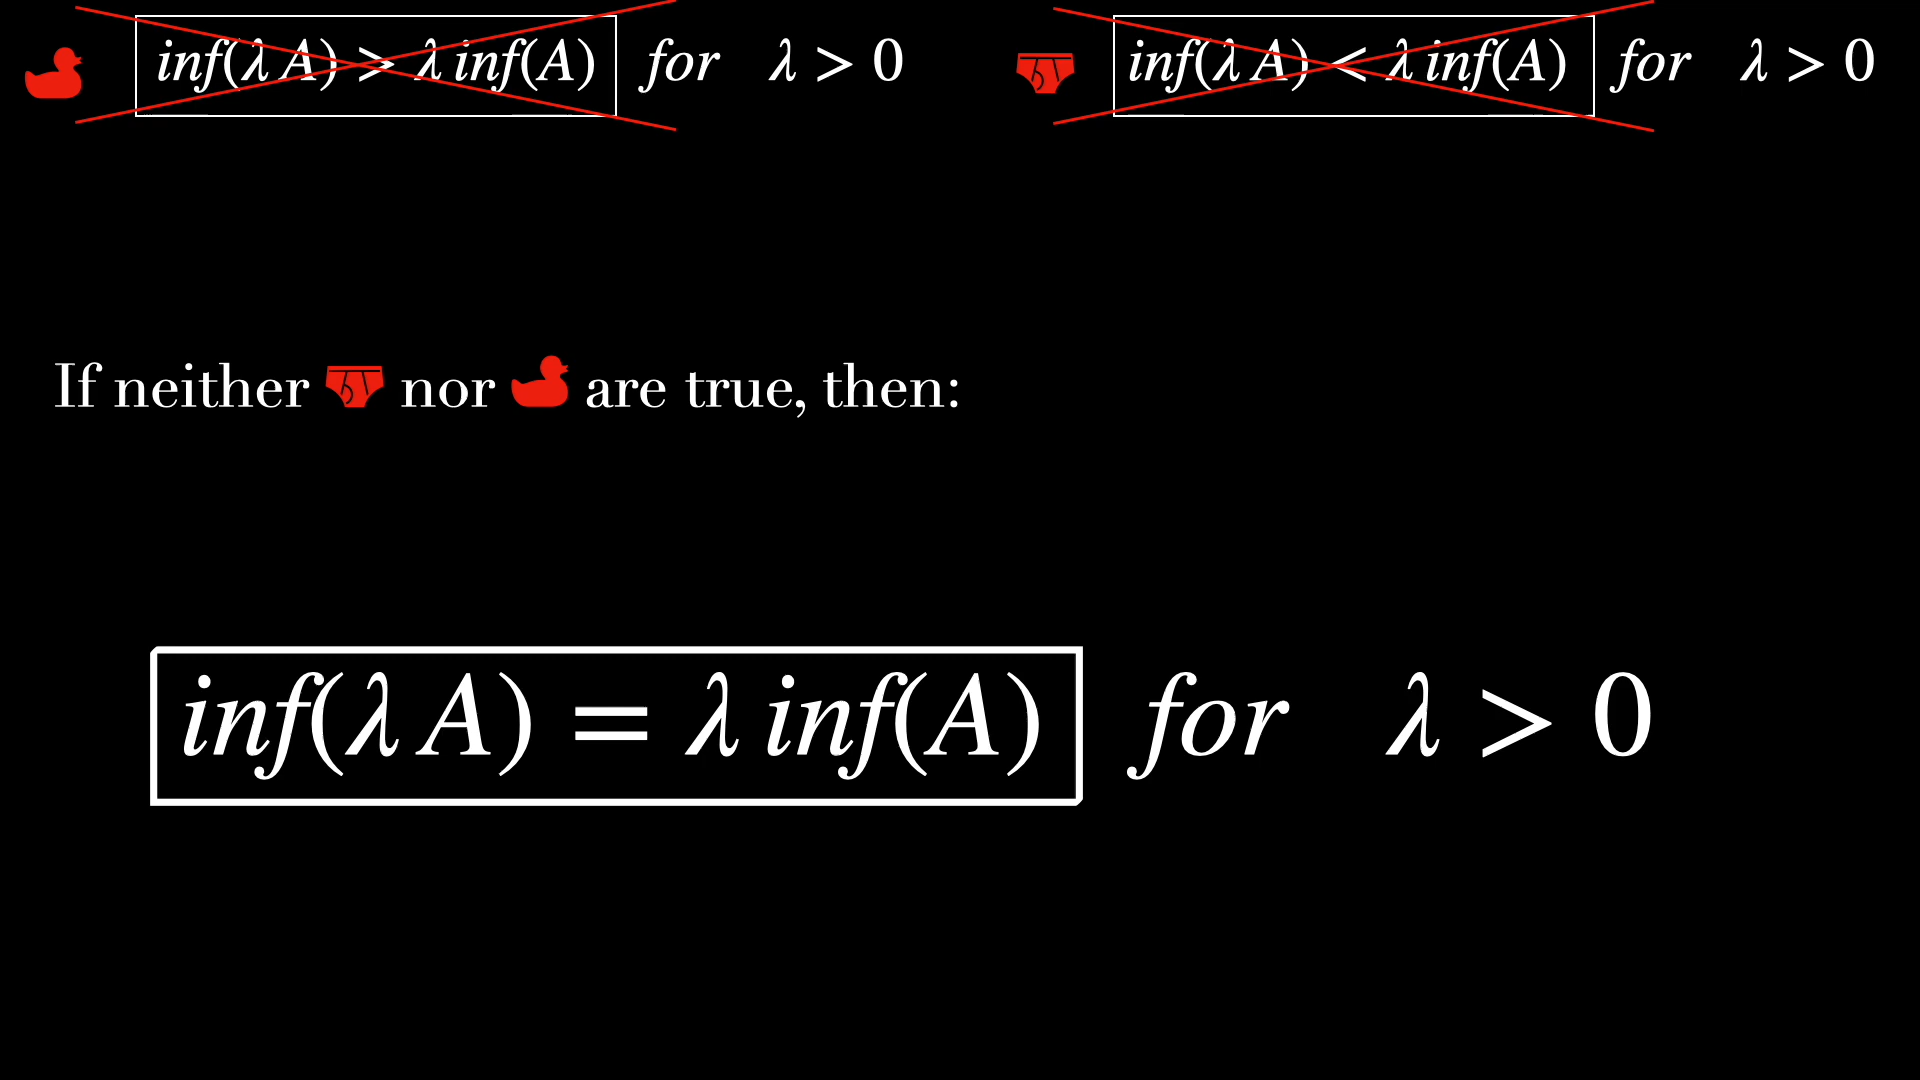 inf(λ A) > λ inf(A) for λ > 0
inf(λ A) < λ inf(A) for λ > 0
If neither nor are true, then:
inf(λ A) = λ inf(A) for λ > 0